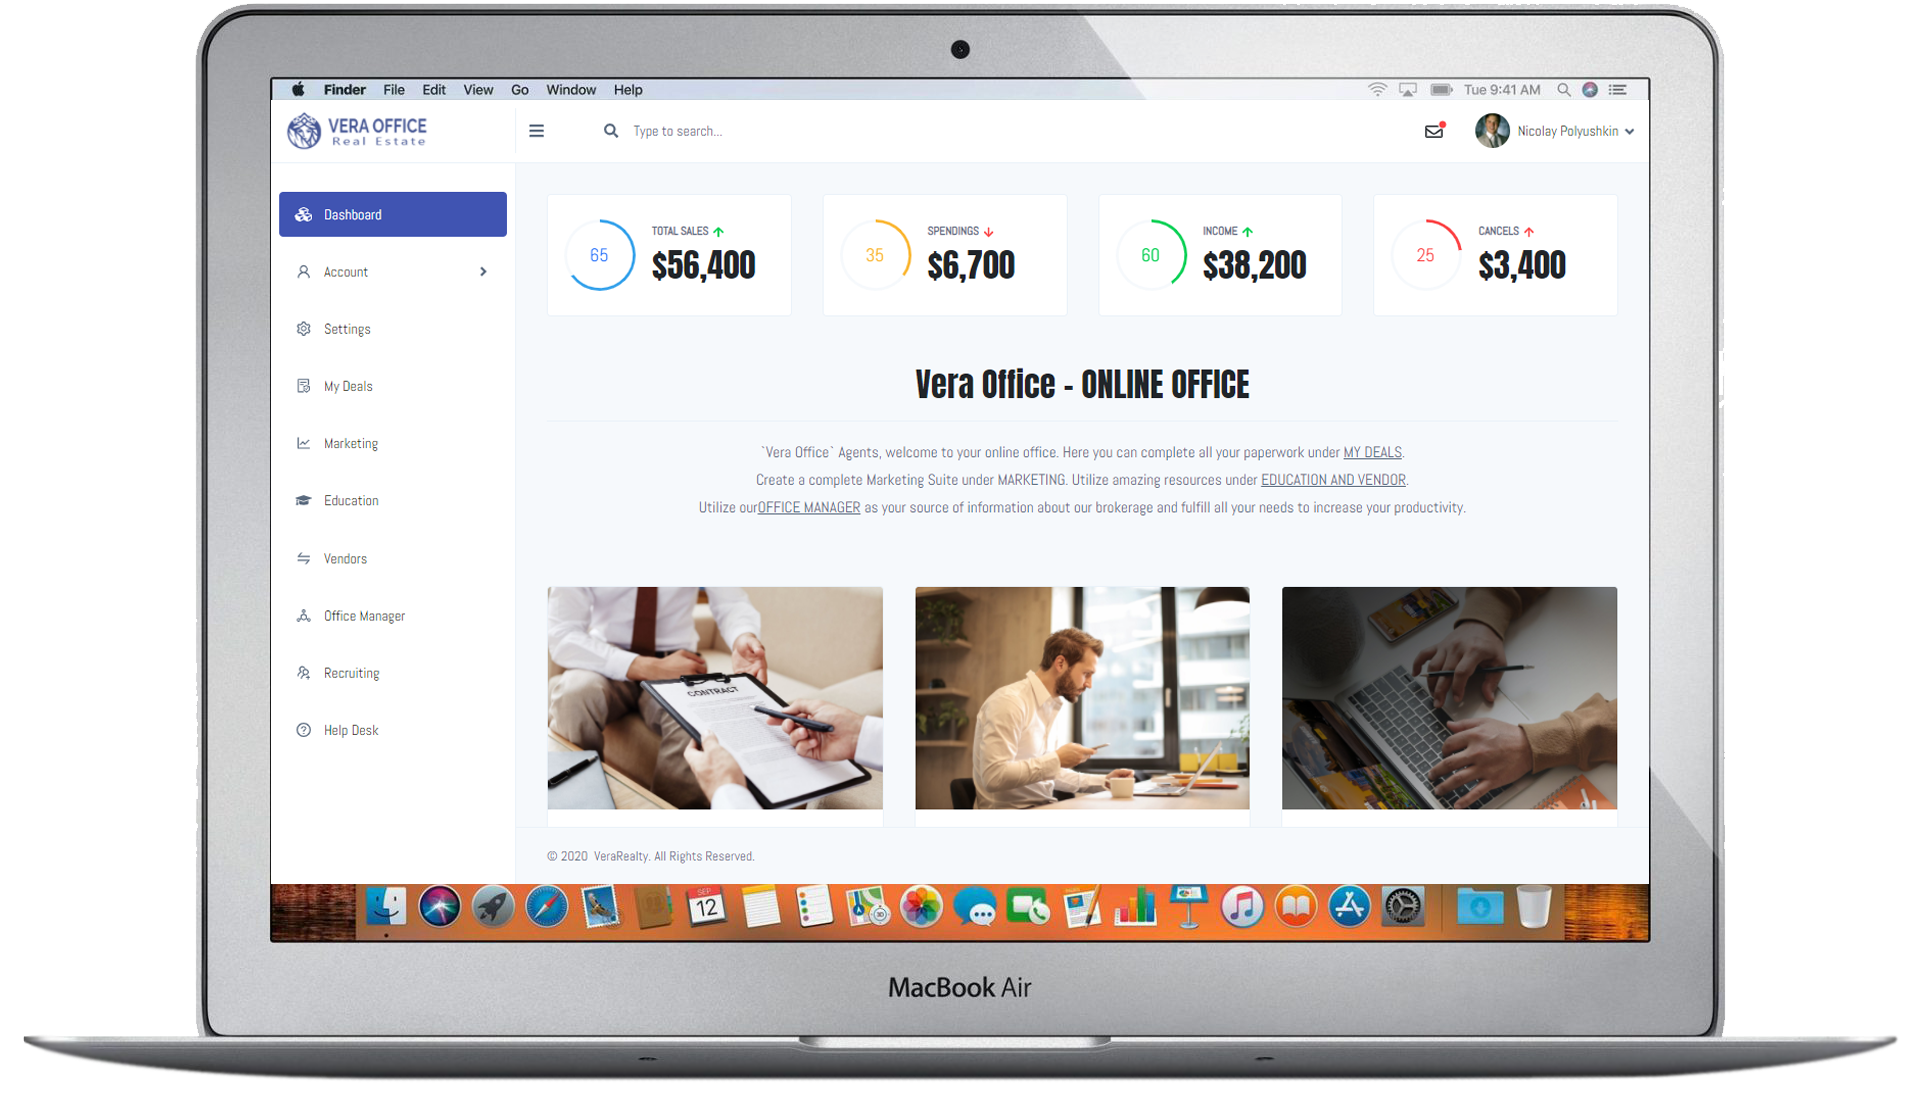 Finder File Edit View Go Window Help Tue 9:41 AM
VERA OFFICE
Real Estate
Type to search...
Nicolay Polyushkin
Dashboard
Account
Settings
My Deals
Marketing
Education
Vendors
Office Manager
Recruiting
Help Desk
65
TOTAL SALES
$56,400
35
SPENDINGS
$6,700
60
INCOME
$38,200
25
CANCELS
$3,400
Vera Office - ONLINE OFFICE
`Vera Office` Agents, welcome to your online office. Here you can complete all your paperwork under MY DEALS.
Create a complete Marketing Suite under MARKETING. Utilize amazing resources under EDUCATION AND VENDOR.
Utilize ourOFFICE MANAGER as your source of information about our brokerage and fulfill all your needs to increase your productivity.
CONTRACT
© 2020 VeraRealty. All Rights Reserved.
SEP
12
MacBook Air